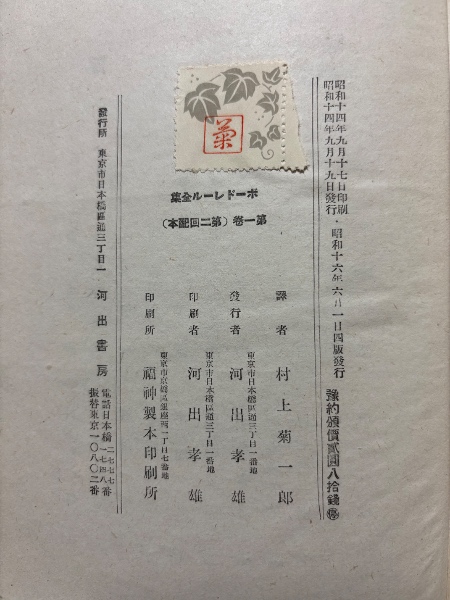 昭和十四年九月十七日印刷
昭和十四年九月十九日發行・昭和十六年六月一日四版發行
豫約頒價貳圓八拾錢 停
菊
ボードレール全集
第一卷(第二回配本)
譯者 村上菊一郎
東京市日本橋區通三丁目一番地
發行者 河出孝雄
東京市日本橋區通三丁目一番地
印刷者 河出孝雄
東京市京橋區銀座西一丁目七番地
印刷所 福神製本印刷所
發行所 東京市日本橋區通三丁目一 河出書房
電話日本橋
振替東京一〇八〇二番